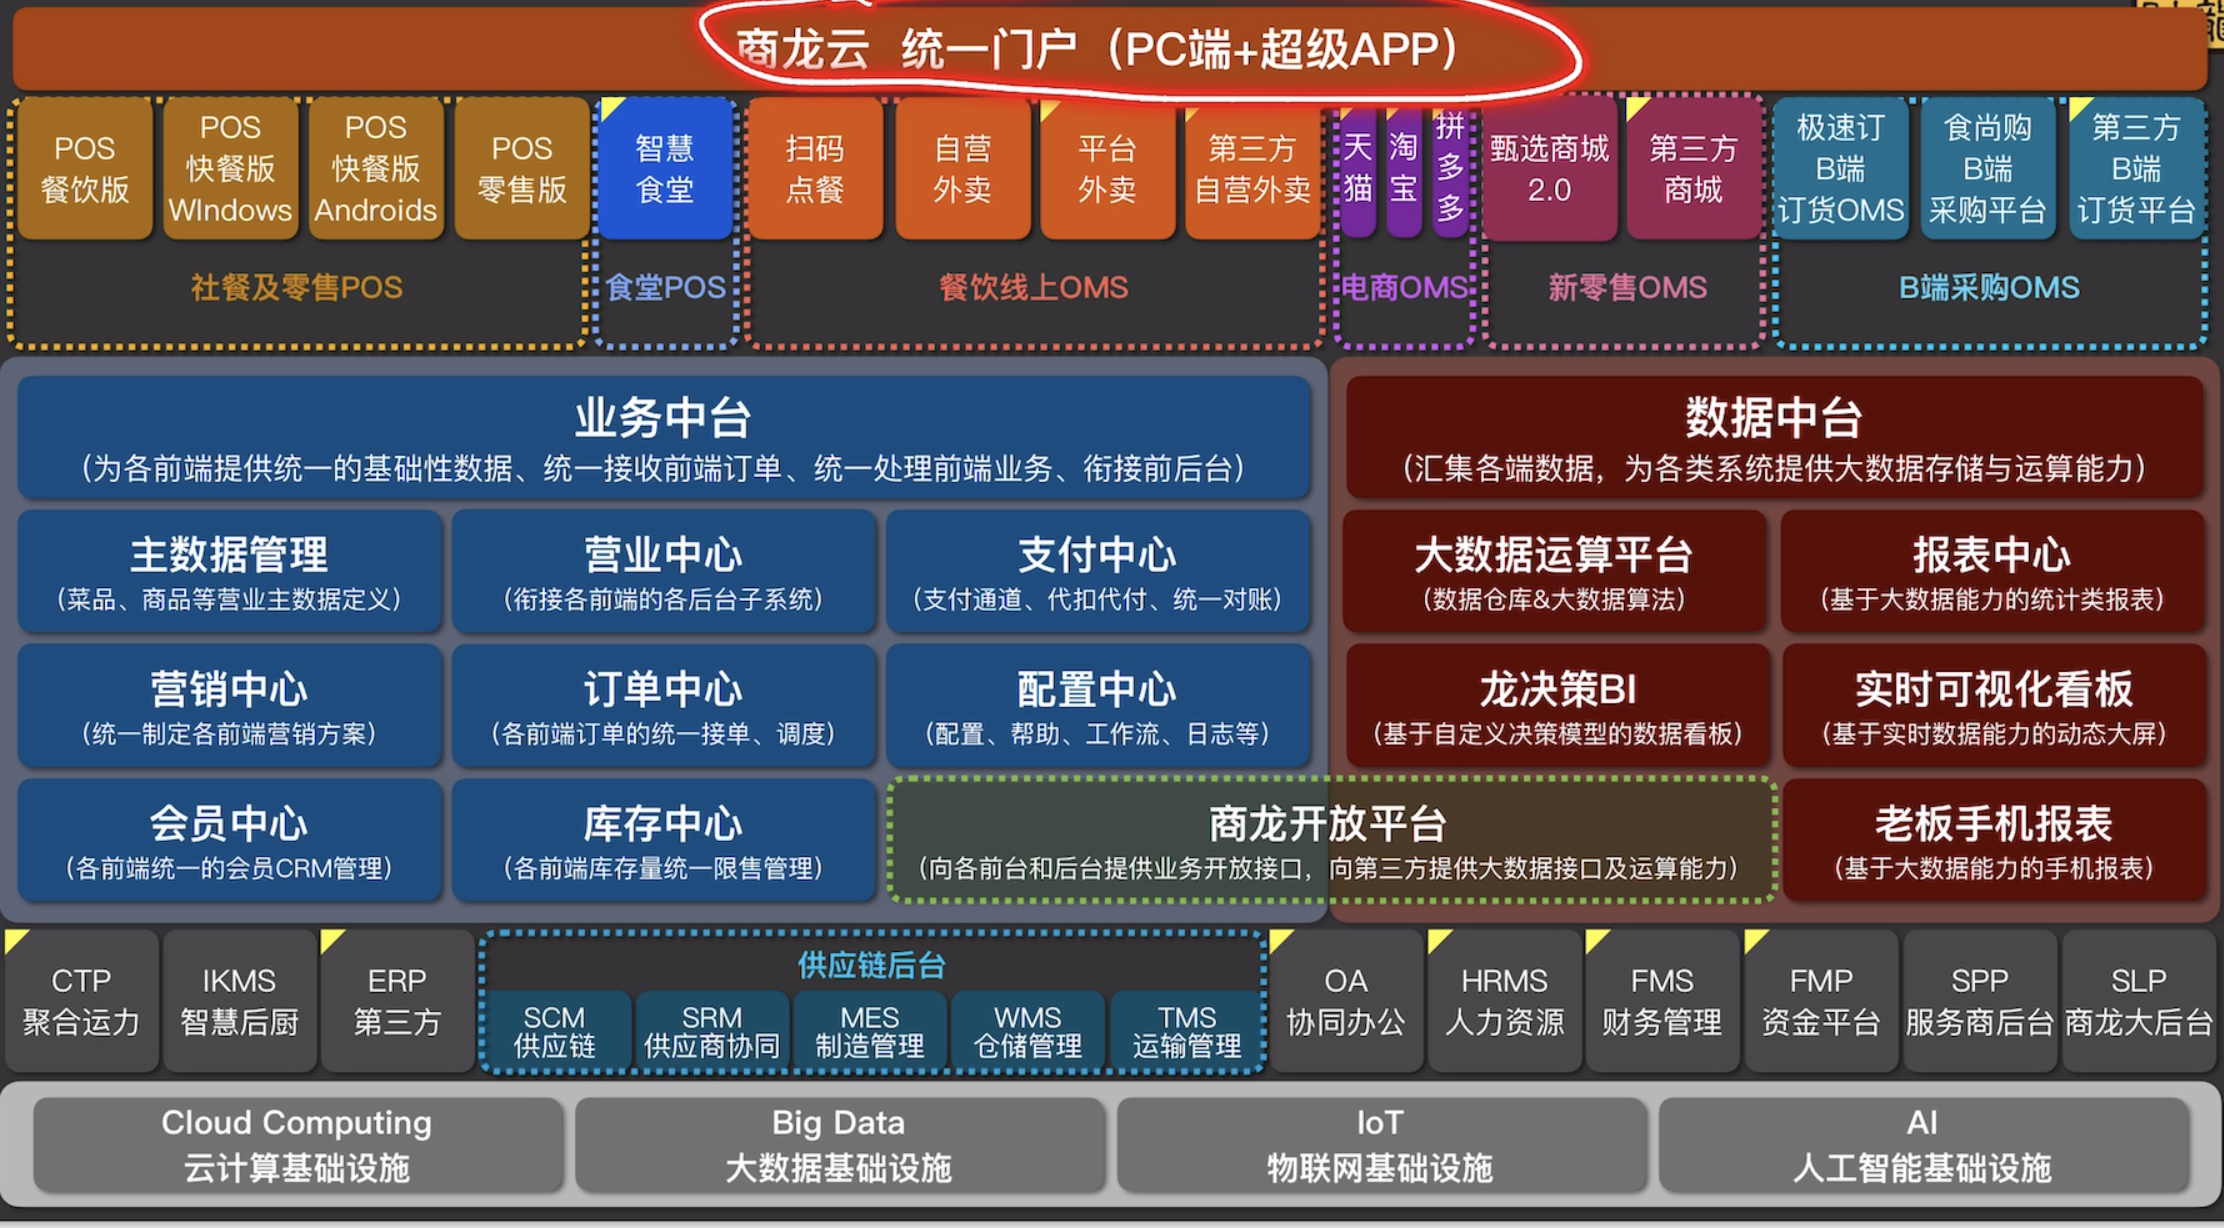 商龙云 统一门户（PC端+超级APP）
POS
餐饮版
POS
快餐版
WIndows
POS
快餐版
Androids
POS
零售版
智慧
食堂
扫码
点餐
自营
外卖
平台
外卖
第三方
自营外卖
天猫
淘宝
拼多多
甄选商城
2.0
第三方
商城
极速订
B端
订货OMS
食尚购
B端
采购平台
第三方
B端
订货平台
社餐及零售POS
食堂POS
餐饮线上OMS
电商OMS
新零售OMS
B端采购OMS
业务中台
（为各前端提供统一的基础性数据、统一接收前端订单、统一处理前端业务、衔接前后台）
数据中台
（汇集各端数据，为各类系统提供大数据存储与运算能力）
主数据管理
（菜品、商品等营业主数据定义）
营业中心
（衔接各前端的各后台子系统）
支付中心
（支付通道、代扣代付、统一对账）
大数据运算平台
（数据仓库&大数据算法）
报表中心
（基于大数据能力的统计类报表）
营销中心
（统一制定各前端营销方案）
订单中心
（各前端订单的统一接单、调度）
配置中心
（配置、帮助、工作流、日志等）
龙决策BI
（基于自定义决策模型的数据看板）
实时可视化看板
（基于实时数据能力的动态大屏）
会员中心
（各前端统一的会员CRM管理）
库存中心
（各前端库存量统一限售管理）
商龙开放平台
（向各前台和后台提供业务开放接口，向第三方提供大数据接口及运算能力）
老板手机报表
（基于大数据能力的手机报表）
CTP
聚合运力
IKMS
智慧后厨
ERP
第三方
供应链后台
SCM
供应链
SRM
供应商协同
MES
制造管理
WMS
仓储管理
TMS
运输管理
OA
协同办公
HRMS
人力资源
FMS
财务管理
FMP
资金平台
SPP
服务商后台
SLP
商龙大后台
Cloud Computing
云计算基础设施
Big Data
大数据基础设施
IoT
物联网基础设施
AI
人工智能基础设施